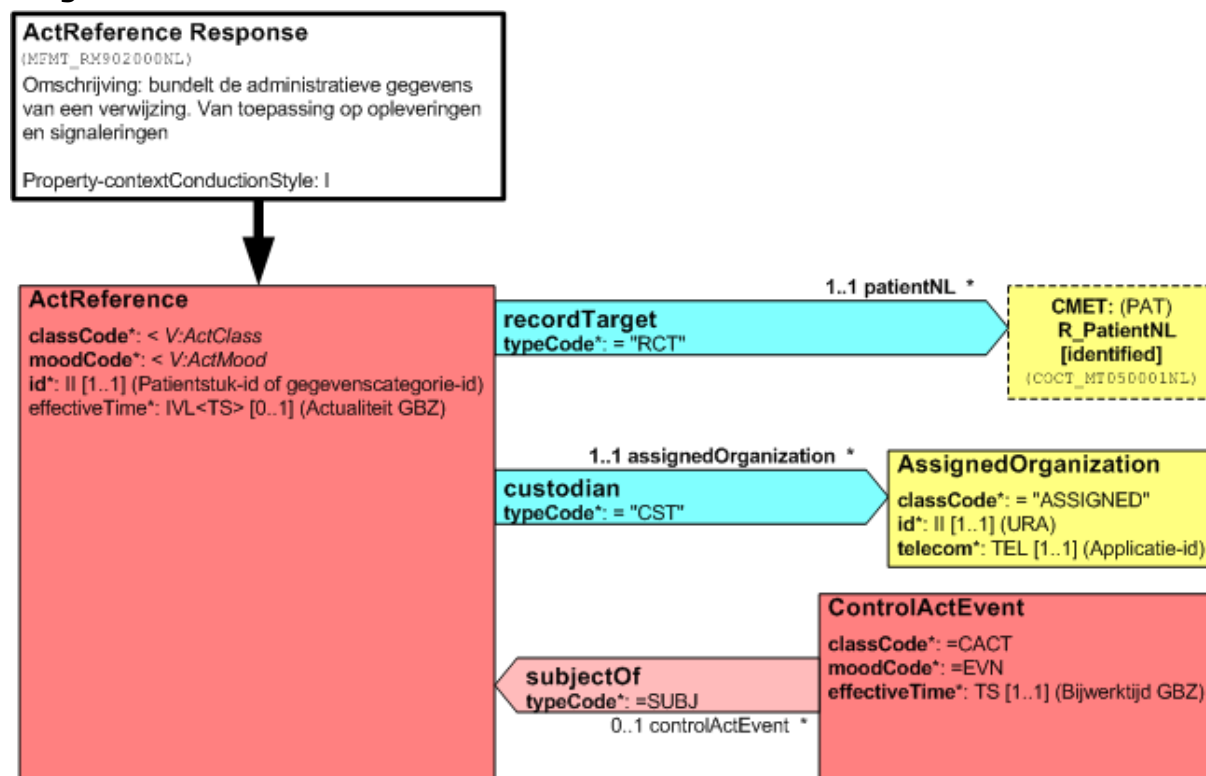 ActReference Response
(MFMT_RM902000NL)
Omschrijving: bundelt de administratieve gegevens
van een verwijzing. Van toepassing op opleveringen
en signaleringen
Property-contextConductionStyle: I
ActReference
classCode*: < V:ActClass
moodCode*: < V:ActMood
id*: II [1..1] (Patientstuk-id of gegevenscategorie-id)
effectiveTime*: IVL<TS> [0..1] (Actualiteit GBZ)
1..1 patientNL *
recordTarget
typeCode*: = "RCT"
CMET: (PAT)
R_PatientNL
[identified]
(COCT_MT050001NL)
1..1 assignedOrganization *
custodian
typeCode*: = "CST"
AssignedOrganization
classCode*: = "ASSIGNED"
id*: II [1..1] (URA)
telecom*: TEL [1..1] (Applicatie-id)
ControlActEvent
classCode*: =CACT
moodCode*: =EVN
effectiveTime*: TS [1..1] (Bijwerktijd GBZ)
subjectOf
typeCode*: =SUBJ
0..1 controlActEvent *